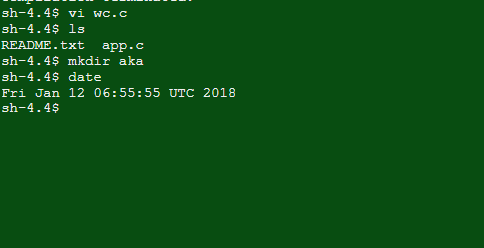 sh-4.4$ vi wc.c
sh-4.4$ ls
README.txt  app.c
sh-4.4$ mkdir aka
sh-4.4$ date
Fri Jan 12 06:55:55 UTC 2018
sh-4.4$